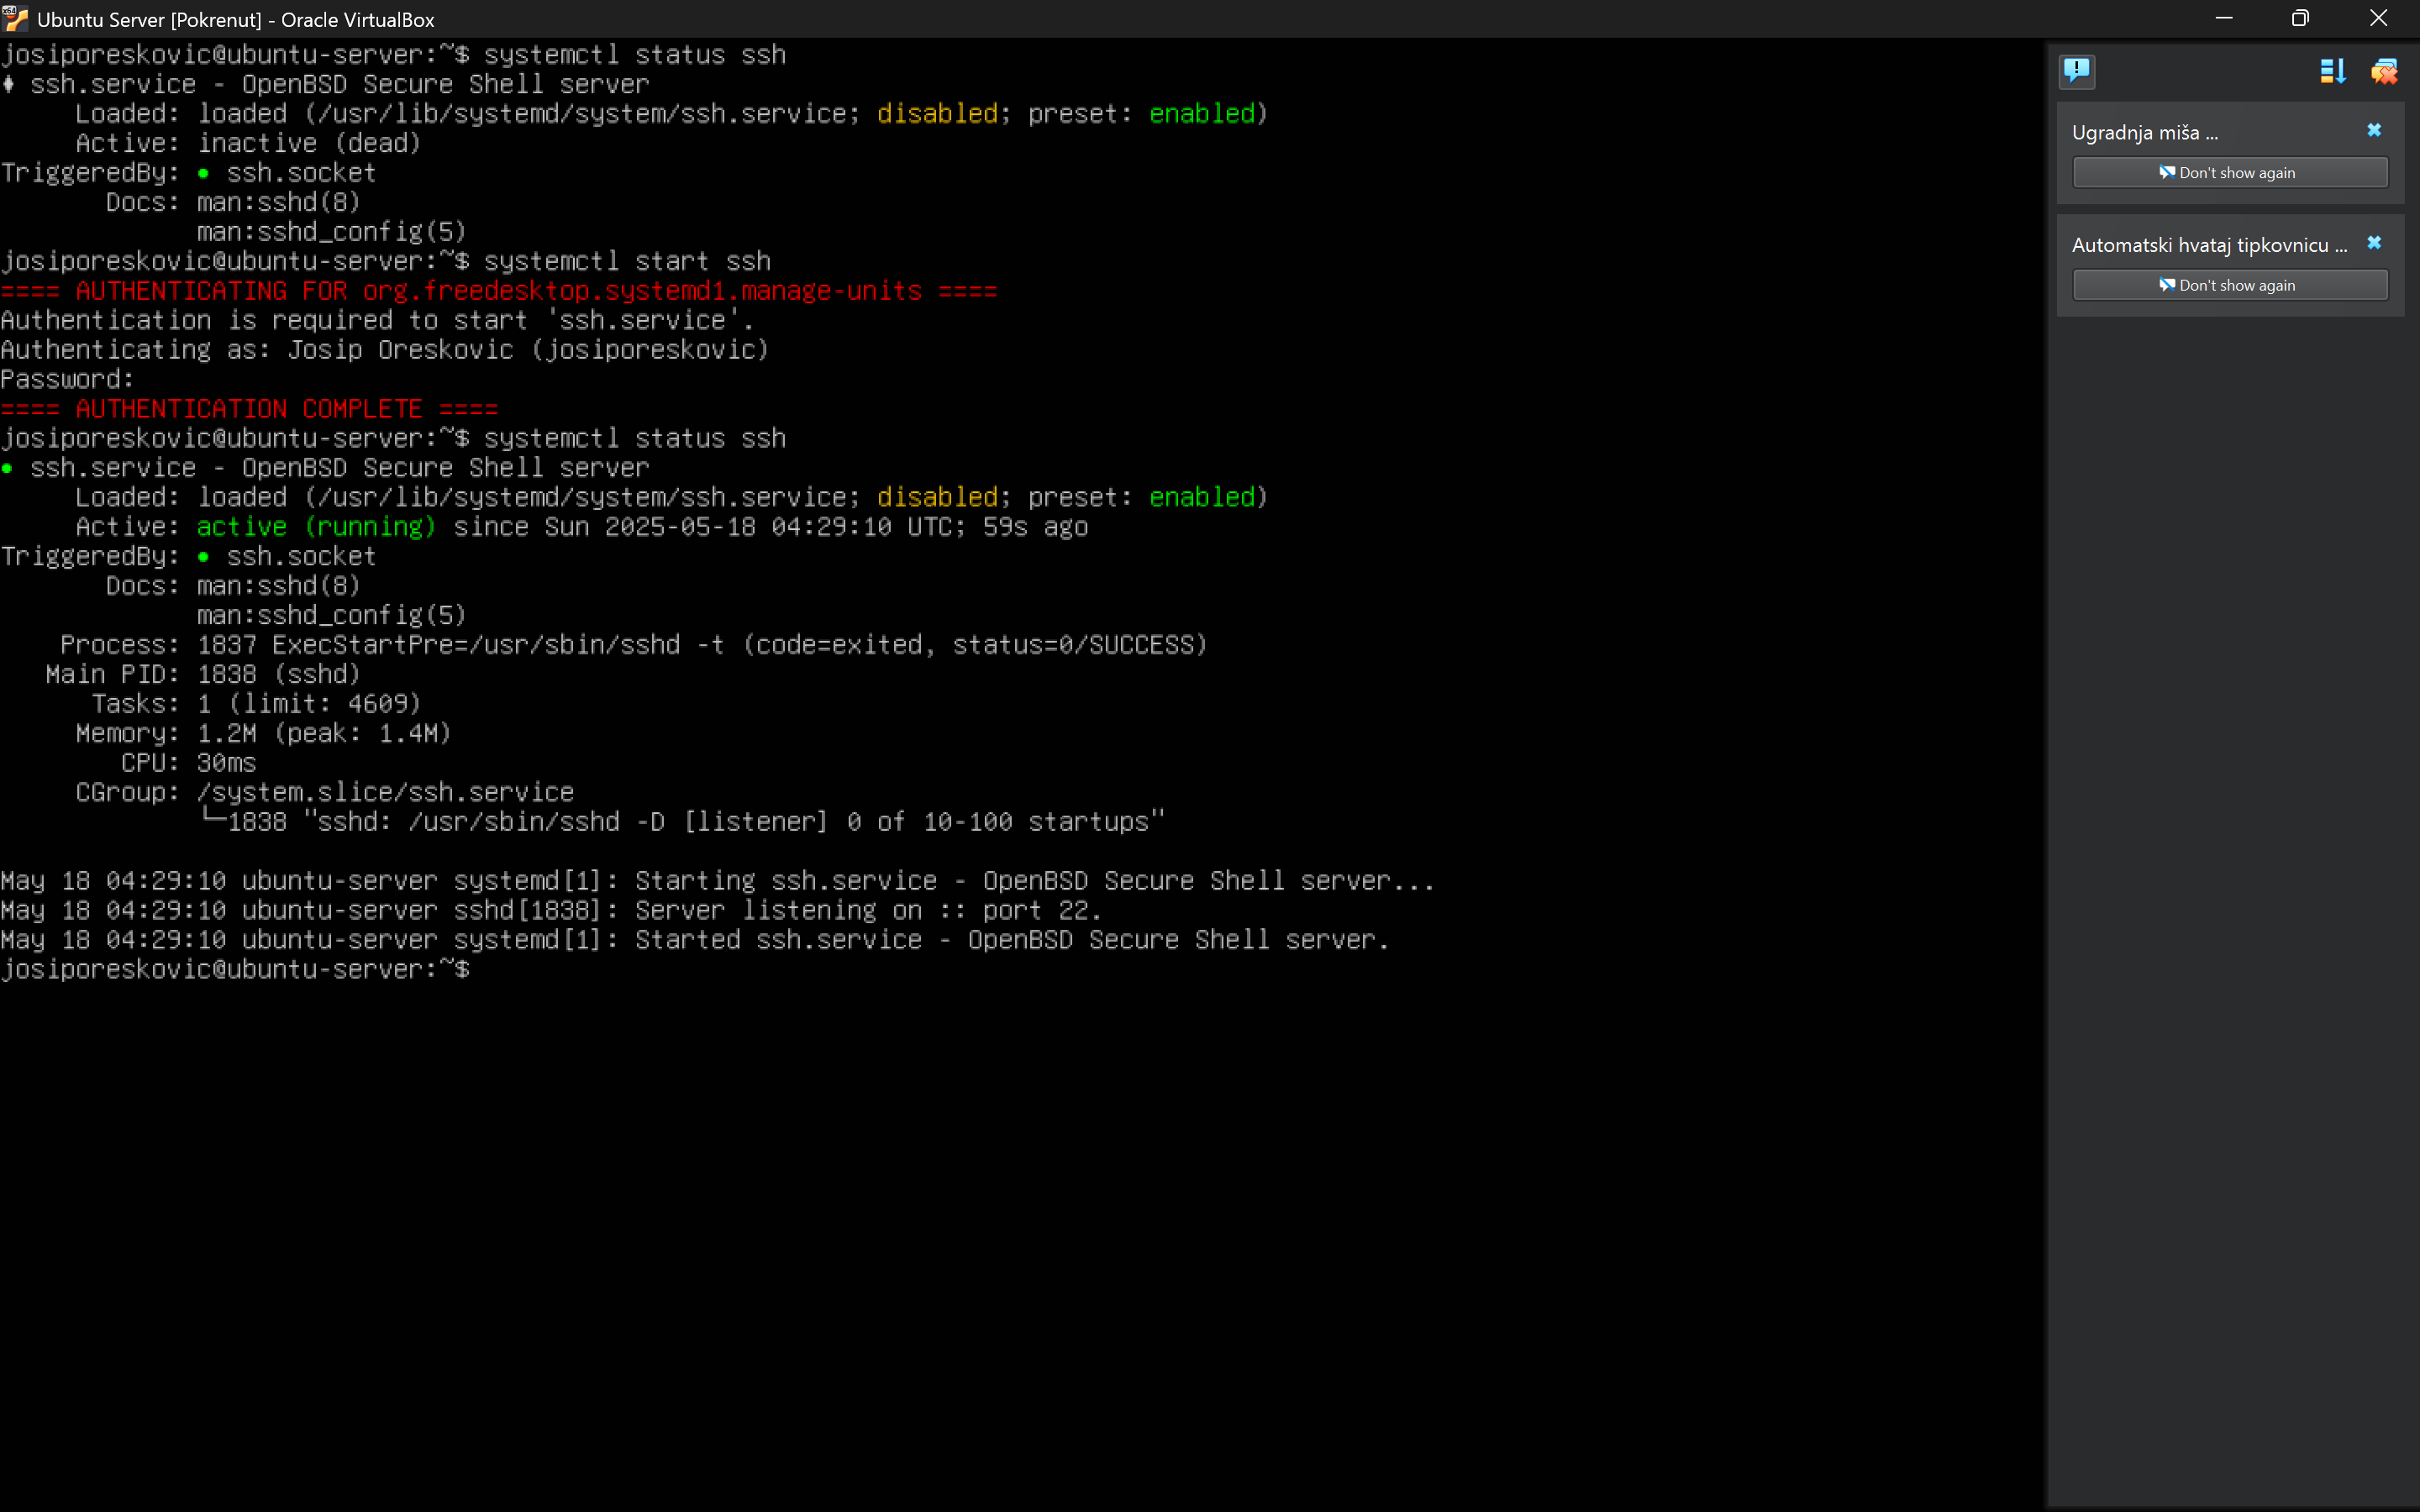 Ubuntu Server [Pokrenut] - Oracle VirtualBox
josiporeskovic@ubuntu-server:~$ systemctl status ssh
ssh.service - OpenBSD Secure Shell server
Loaded: loaded (/usr/lib/systemd/system/ssh.service; disabled; preset: enabled)
Active: inactive (dead)
TriggeredBy: ● ssh.socket
Docs: man:sshd(8)
man:sshd_config(5)
josiporeskovic@ubuntu-server:~$ systemctl start ssh
==== AUTHENTICATING FOR org.freedesktop.systemd1.manage-units ====
Authentication is required to start 'ssh.service'.
Authenticating as: Josip Oreskovic (josiporeskovic)
Password:
==== AUTHENTICATION COMPLETE ====
josiporeskovic@ubuntu-server:~$ systemctl status ssh
● ssh.service - OpenBSD Secure Shell server
Loaded: loaded (/usr/lib/systemd/system/ssh.service; disabled; preset: enabled)
Active: active (running) since Sun 2025-05-18 04:29:10 UTC; 59s ago
TriggeredBy: ● ssh.socket
Docs: man:sshd(8)
man:sshd_config(5)
Process: 1837 ExecStartPre=/usr/sbin/sshd -t (code=exited, status=0/SUCCESS)
Main PID: 1838 (sshd)
Tasks: 1 (limit: 4609)
Memory: 1.2M (peak: 1.4M)
CPU: 30ms
CGroup: /system.slice/ssh.service
└─1838 "sshd: /usr/sbin/sshd -D [listener] 0 of 10-100 startups"
May 18 04:29:10 ubuntu-server systemd[1]: Starting ssh.service - OpenBSD Secure Shell server...
May 18 04:29:10 ubuntu-server sshd[1838]: Server listening on :: port 22.
May 18 04:29:10 ubuntu-server systemd[1]: Started ssh.service - OpenBSD Secure Shell server.
josiporeskovic@ubuntu-server:~$
Ugradnja miša ...
Don't show again
Automatski hvataj tipkovnicu ...
Don't show again